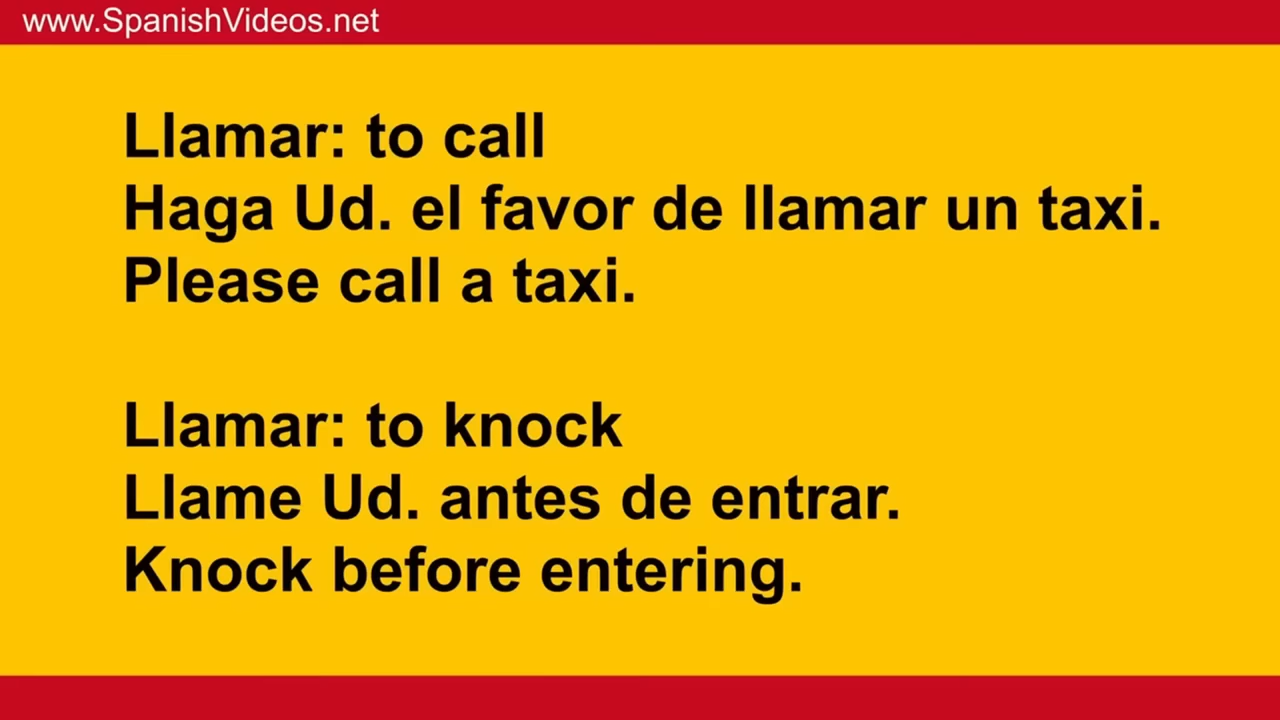 www.SpanishVideos.net
Llamar: to call
Haga Ud. el favor de llamar un taxi.
Please call a taxi.
Llamar: to knock
Llame Ud. antes de entrar.
Knock before entering.